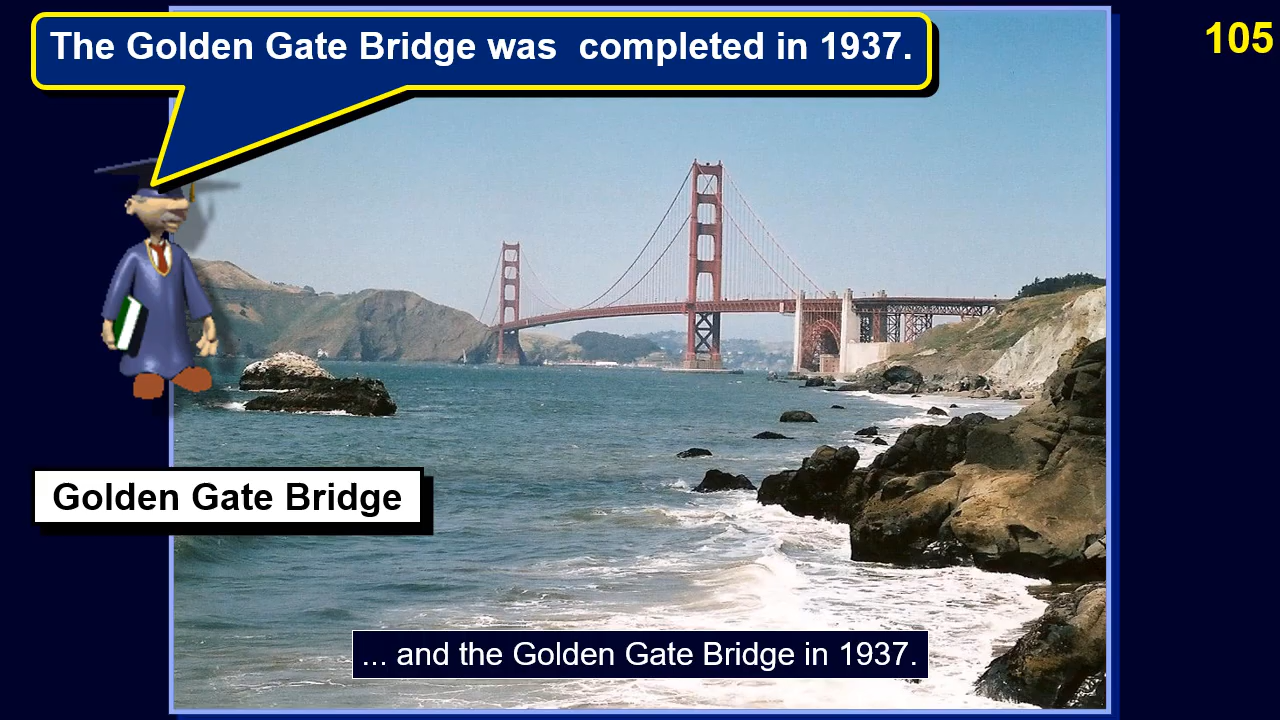 The Golden Gate Bridge was  completed in 1937.
105
Golden Gate Bridge
... and the Golden Gate Bridge in 1937.